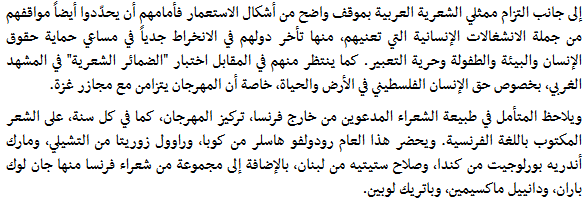 إلى جانب التزام ممثلي الشعرية العربية بموقف واضح من أشكال الاستعمار فأمامهم أن يحدّدوا أيضاً مواقفهم
من جملة الانشغالات الإنسانية التي تعنيهم، منها تأخر دولهم في الانخراط جدياً في مساعي حماية حقوق
الإنسان والبيئة والطفولة وحرية التعبير. كما ينتظر منهم في المقابل اختبار "الضمائر الشعرية" في المشهد
الغربي، بخصوص حق الإنسان الفلسطيني في الأرض والحياة، خاصة أن المهرجان يتزامن مع مجازر غزة.
ويلاحظ المتأمل في طبيعة الشعراء المدعوين من خارج فرنسا، تركيز المهرجان، كما في كل سنة، على الشعر
المكتوب باللغة الفرنسية. ويحضر هذا العام رودولفو هاسلر من كوبا، وراوول زوريتا من التشيلي، ومارك
أندريه بورلوجيت من كندا، وصلاح ستيتيه من لبنان، بالإضافة إلى مجموعة من شعراء فرنسا منها جان لوك
باران، ودانييل ماكسيمين، وباتريك لوبين.